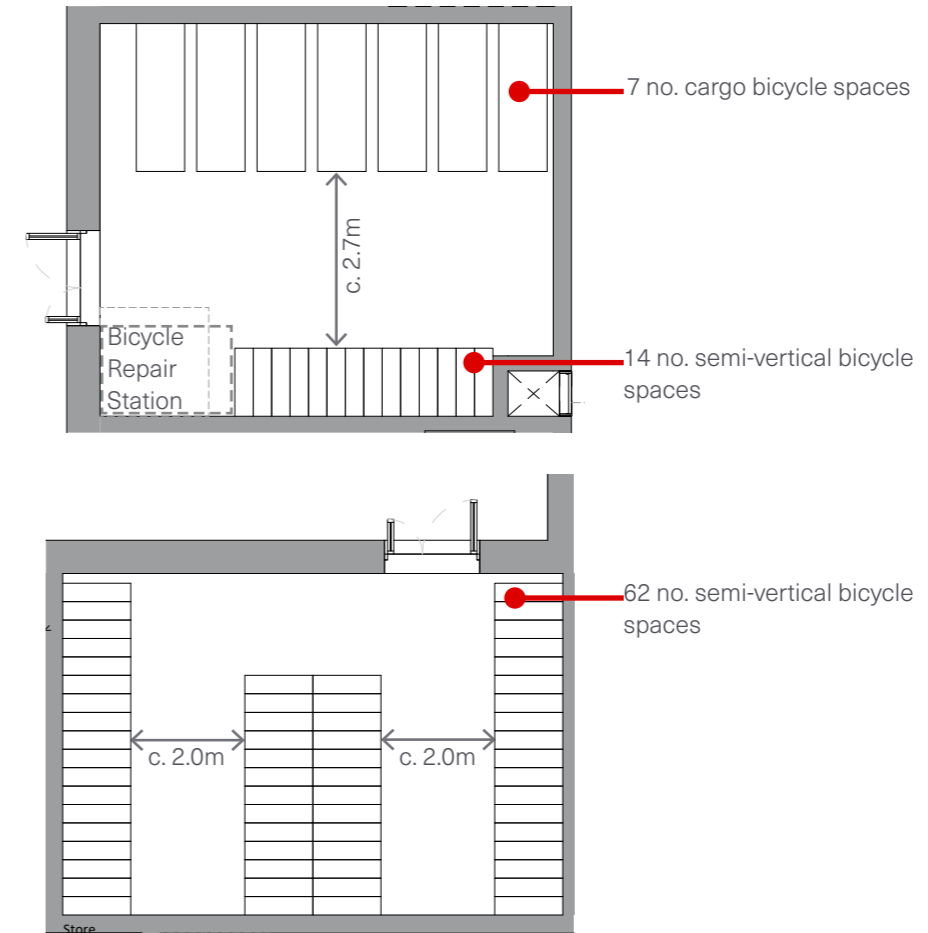 7 no. cargo bicycle spaces
c. 2.7m
Bicycle
Repair
Station
14 no. semi-vertical bicycle
spaces
62 no. semi-vertical bicycle
spaces
c. 2.0m
c. 2.0m
Store